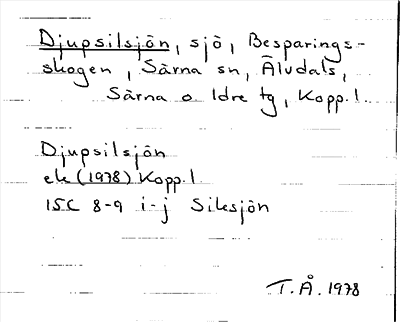 Djupsilsjön, sjö, Besparings-
skogen, Särna sn, Älvdals,
Särna o Idre tg, Kopp. l.
Djupsilsjön
ek (1978) Kopp. l
15C 8-9 i-j Silesjön
T.Å. 1978